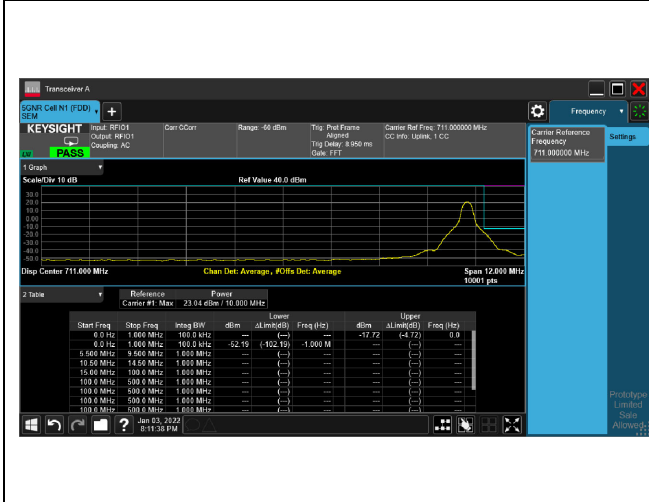 Transceiver A
5GNR Cell N1 (FDD)
SEM
Frequency
KEYSIGHT
PASS
Input: RFIO1
Output: RFIO1
Coupling: AC
Carr CCorr
Range: -66 dBm
Trig: Prot Frame
Aligned
Trig Delay: 8.950 ms
Gate: FFT
Carrier Ref Freq: 711.000000 MHz
CC Info: Uplink, 1 CC
Carrier Reference
Frequency
711.000000 MHz
Settings
1 Graph
Scale/Div 10 dB
Ref Value 40.0 dBm
30.0
20.0
10.0
0.00
-10.0
-20.0
-30.0
-40.0
-50.0
Disp Center 711.000 MHz
Chan Det: Average, #Offs Det: Average
Span 12.000 MHz
10001 pts
2 Table
Reference Power
Carrier #1: Max 23.04 dBm / 10.000 MHz
Lower Upper
Start Freq Stop Freq Integ BW dBm ΔLimit(dB) Freq (Hz) dBm ΔLimit(dB) Freq (Hz)
0.0 Hz 1.000 MHz 100.0 kHz --- (---) --- -17.72 (-4.72) 0.0
0.0 Hz 1.000 MHz 100.0 kHz -52.19 (-102.19) -1.000 M --- (---) ---
5.500 MHz 9.500 MHz 1.000 MHz --- (---) --- --- (---) ---
10.50 MHz 14.50 MHz 1.000 MHz --- (---) --- --- (---) ---
15.00 MHz 100.0 MHz 1.000 MHz --- (---) --- --- (---) ---
100.0 MHz 500.0 MHz 1.000 MHz --- (---) --- --- (---) ---
100.0 MHz 500.0 MHz 1.000 MHz --- (---) --- --- (---) ---
100.0 MHz 500.0 MHz 1.000 MHz --- (---) --- --- (---) ---
Jan 03, 2022
8:11:38 PM
Prototype
Limited
Sale
Allowed